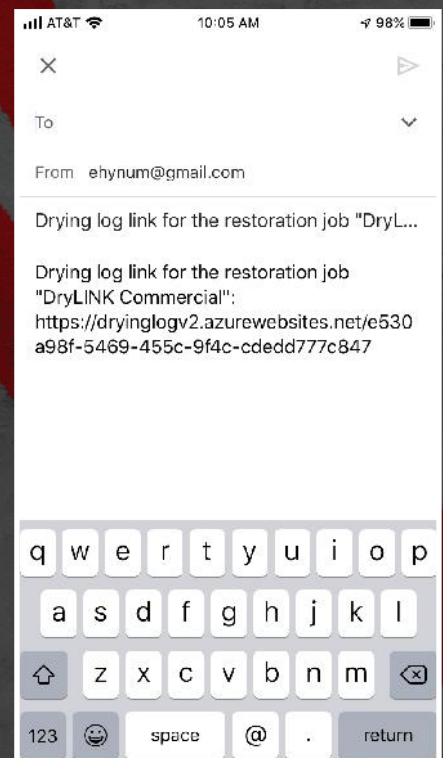 AT&T 10:05 AM 98%
To
From ehynum@gmail.com
Drying log link for the restoration job "DryL...
Drying log link for the restoration job
"DryLINK Commercial":
https://dryinglogv2.azurewebsites.net/e530
a98f-5469-455c-9f4c-cdedd777c847
q w e r t y u i o p
a s d f g h j k l
z x c v b n m
123 space @ . return